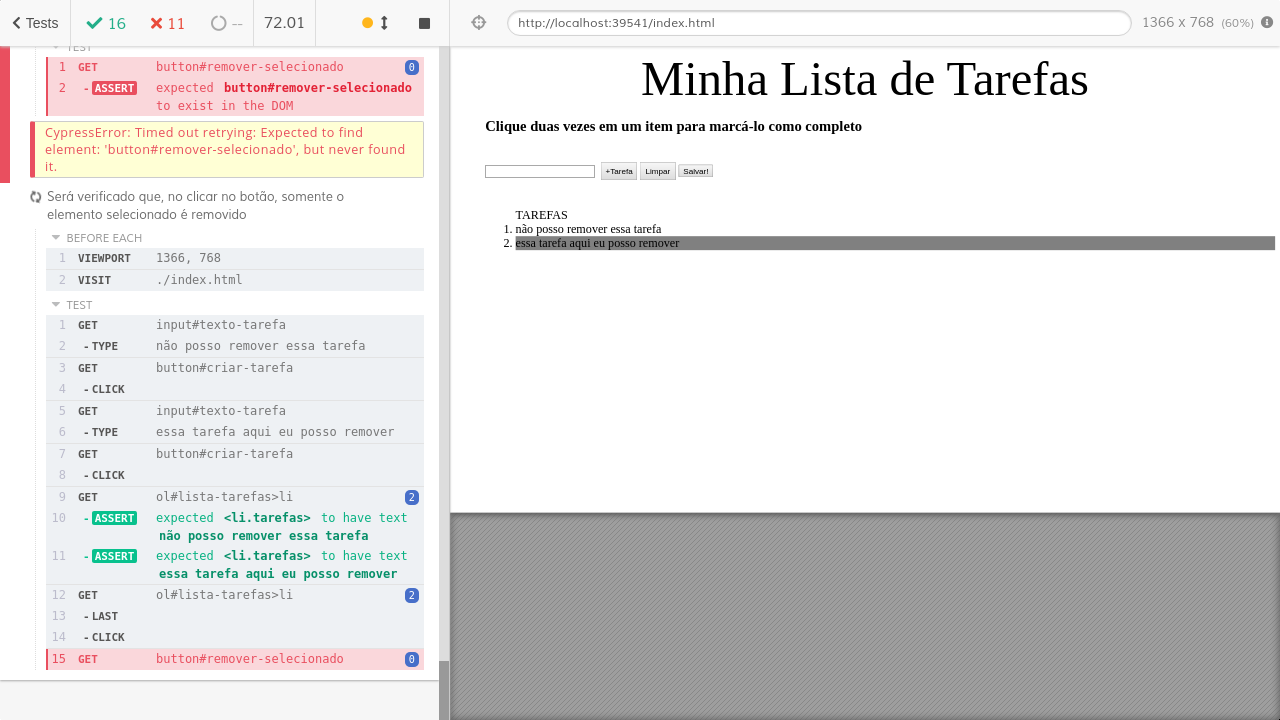 Tests
16
11
--
72.01
http://localhost:39541/index.html
1366 x 768 (60%)
TEST
1 GET button#remover-selecionado 0
2 - ASSERT expected button#remover-selecionado
to exist in the DOM
CypressError: Timed out retrying: Expected to find
element: 'button#remover-selecionado', but never found
it.
Será verificado que, no clicar no botão, somente o
elemento selecionado é removido
BEFORE EACH
1 VIEWPORT 1366, 768
2 VISIT ./index.html
TEST
1 GET input#texto-tarefa
2 - TYPE não posso remover essa tarefa
3 GET button#criar-tarefa
4 - CLICK
5 GET input#texto-tarefa
6 - TYPE essa tarefa aqui eu posso remover
7 GET button#criar-tarefa
8 - CLICK
9 GET ol#lista-tarefas>li 2
10 - ASSERT expected <li.tarefas> to have text
não posso remover essa tarefa
11 - ASSERT expected <li.tarefas> to have text
essa tarefa aqui eu posso remover
12 GET ol#lista-tarefas>li 2
13 - LAST
14 - CLICK
15 GET button#remover-selecionado 0
Minha Lista de Tarefas
Clique duas vezes em um item para marcá-lo como completo
+Tarefa Limpar Salvar!
TAREFAS
1. não posso remover essa tarefa
2. essa tarefa aqui eu posso remover